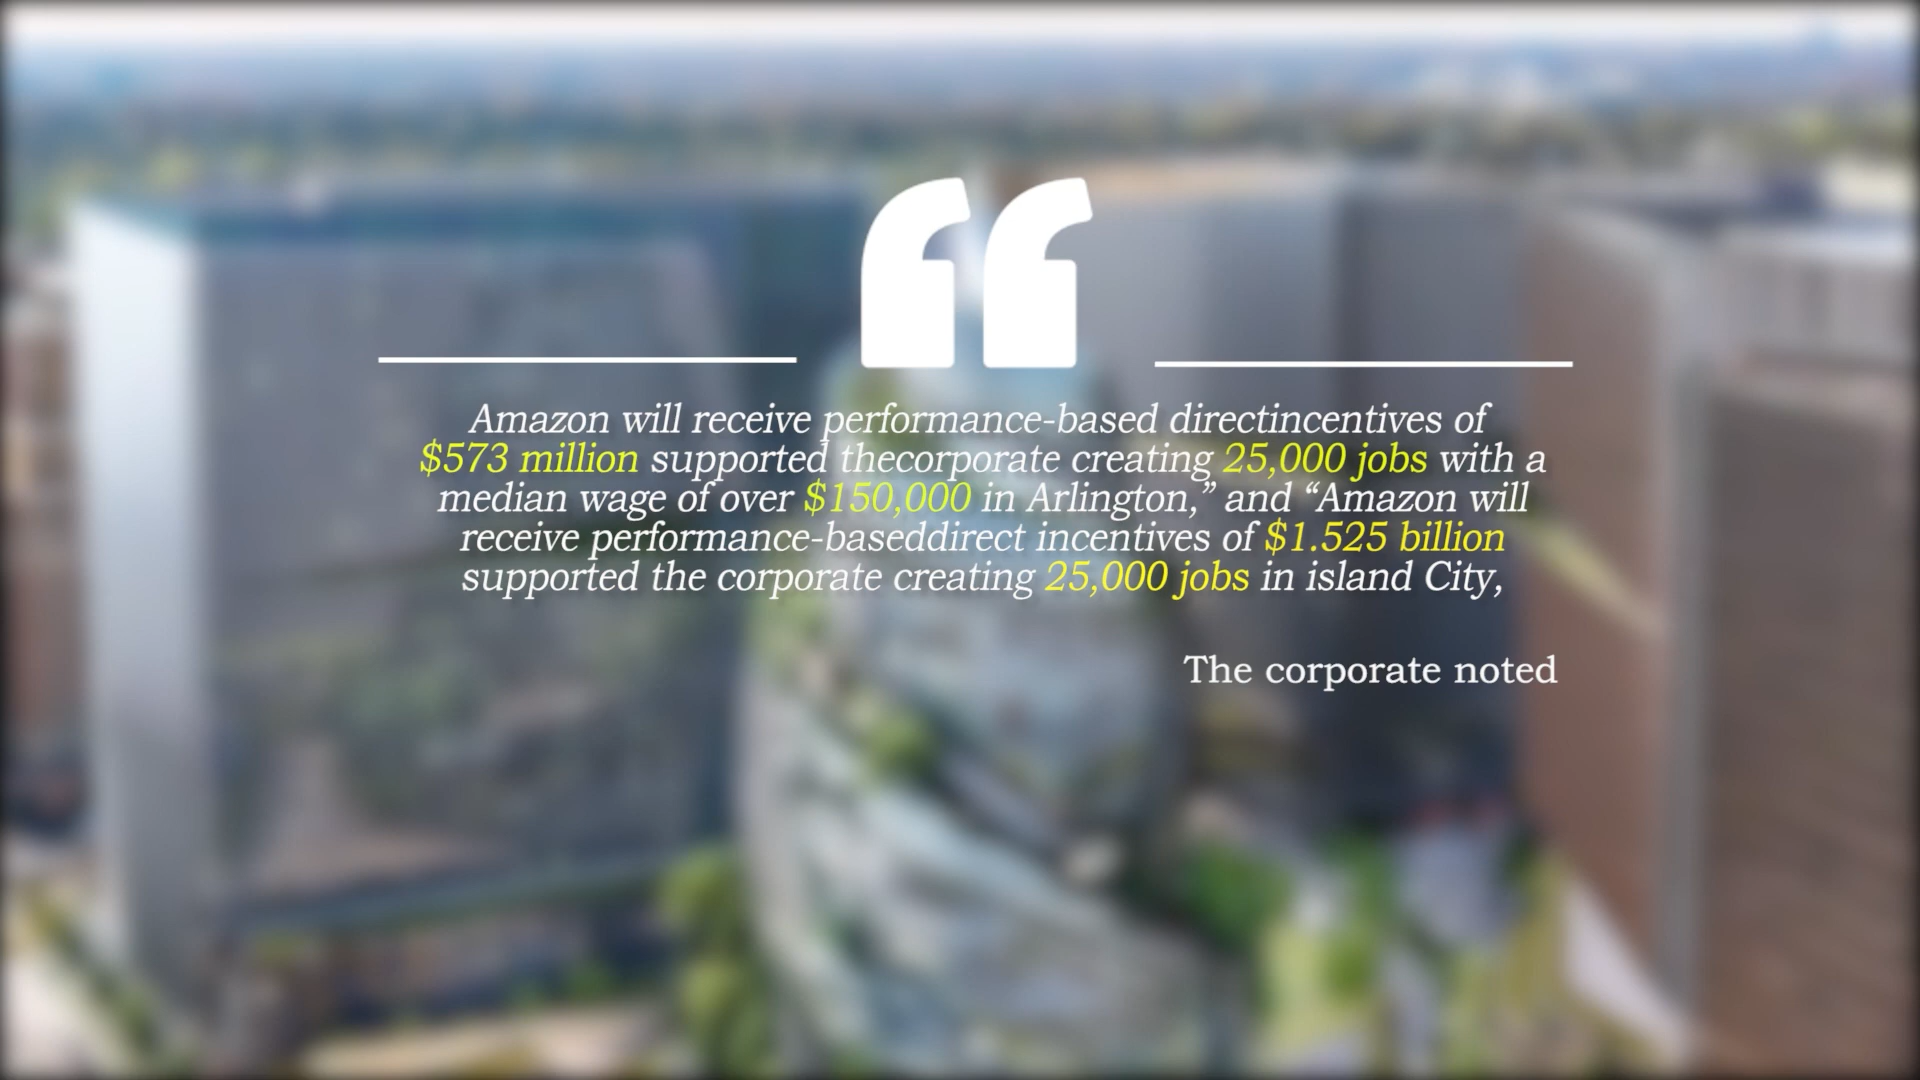 Amazon will receive performance-based directincentives of
$573 million supported thecorporate creating 25,000 jobs with a
median wage of over $150,000 in Arlington,” and “Amazon will
receive performance-baseddirect incentives of $1.525 billion
supported the corporate creating 25,000 jobs in island City,
The corporate noted